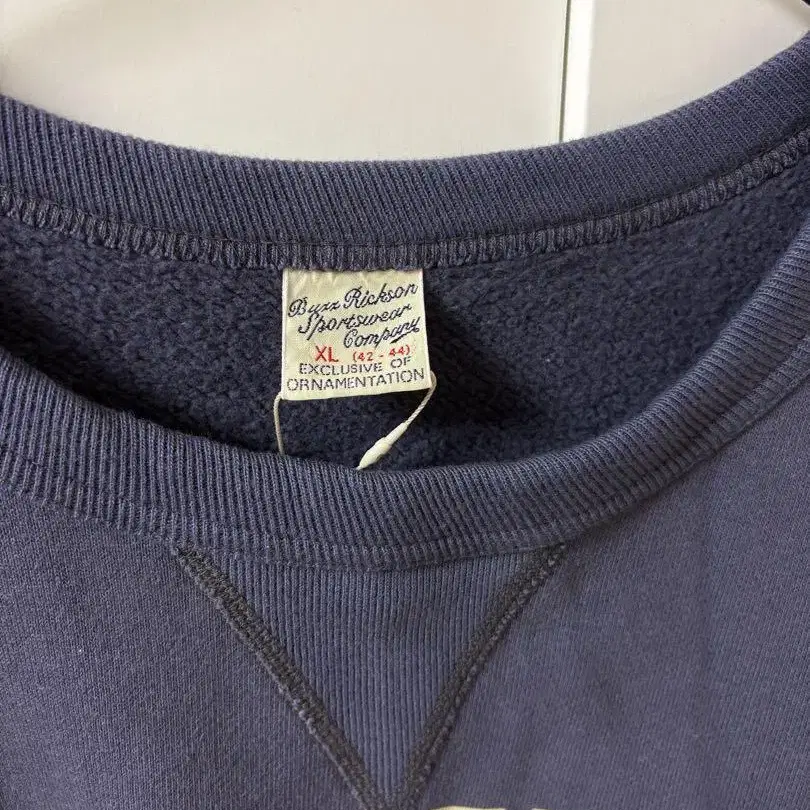 Buzz Rickson
Sportswear
Company
XL (42 - 44)
EXCLUSIVE OF
ORNAMENTATION